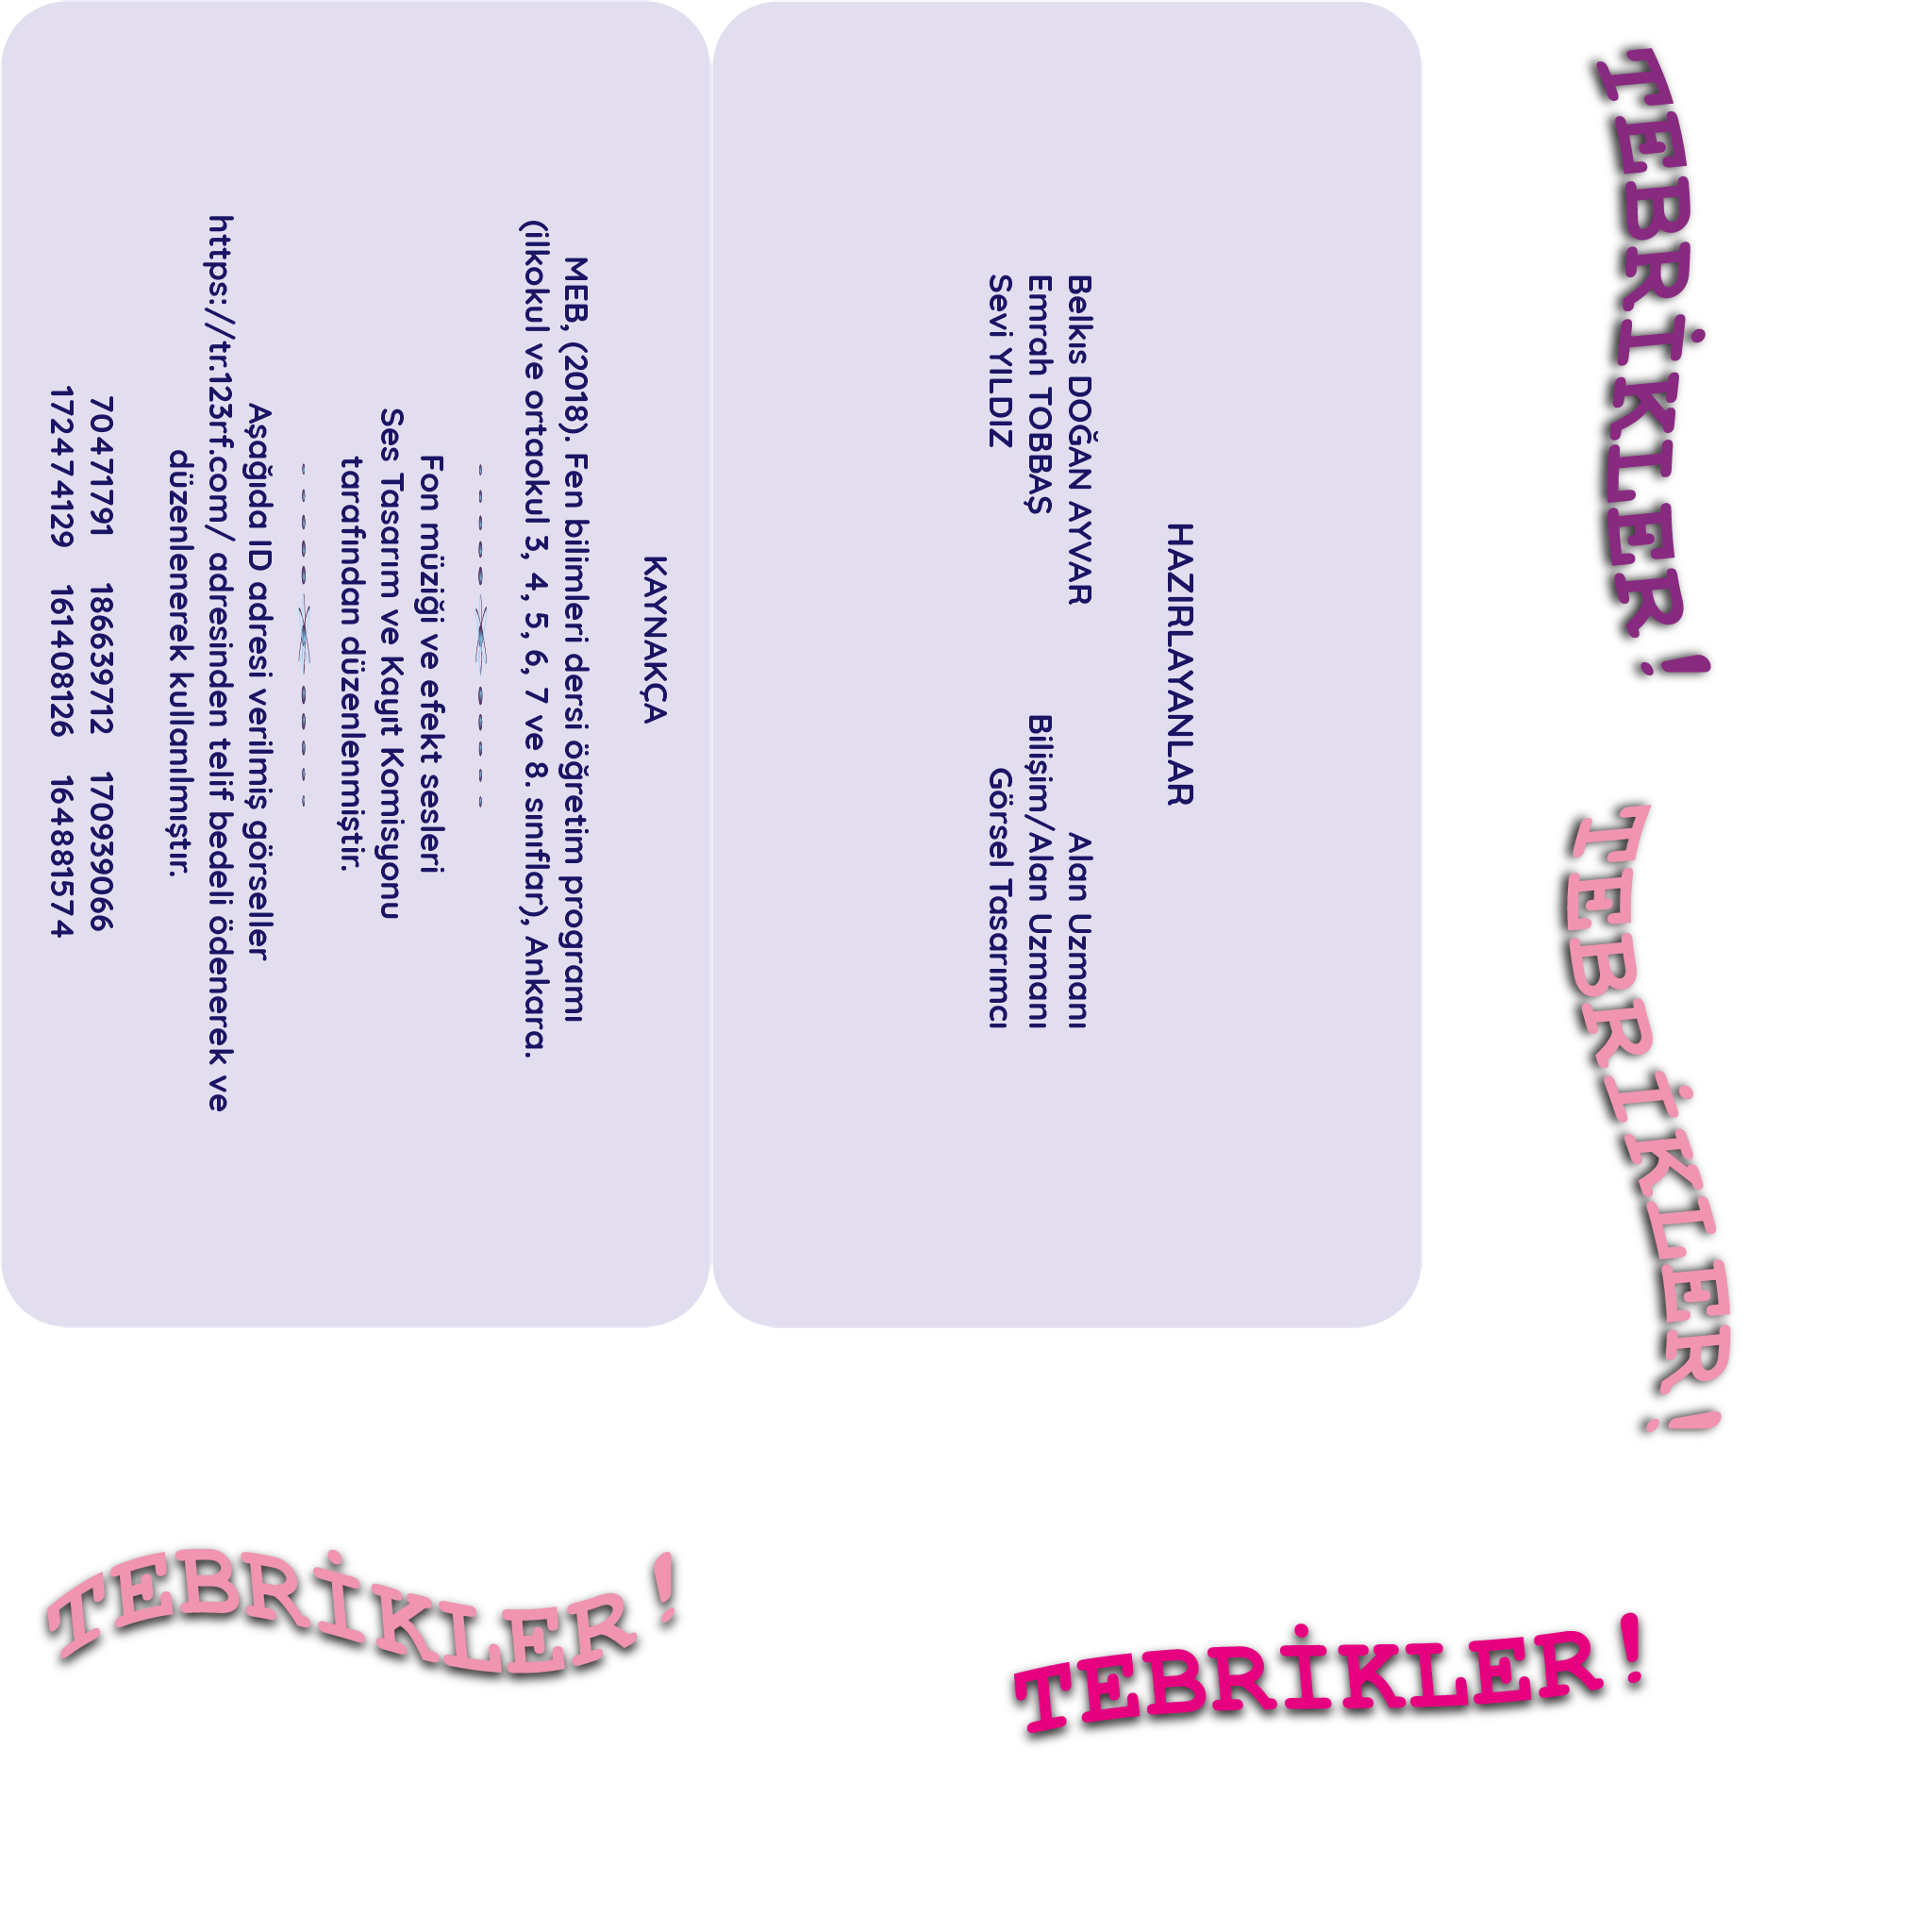 HAZIRLAYANLAR
Belkıs DOĞAN AYVAR Alan Uzmanı
Emrah TOBBAŞ Bilişim/Alan Uzmanı
Sevi YILDIZ Görsel Tasarımcı
KAYNAKÇA
MEB, (2018). Fen bilimleri dersi öğretim programı
(ilkokul ve ortaokul 3, 4, 5, 6, 7 ve 8. sınıflar), Ankara.
Fon müziği ve efekt sesleri
Ses Tasarım ve Kayıt Komisyonu
tarafından düzenlenmiştir.
Aşağıda ID adresi verilmiş görseller
https://tr.123rf.com/ adresinden telif bedeli ödenerek ve
düzenlenerek kullanılmıştır.
70471791 186639712 170939066
172474129 161408126 164881574
TEBRİKLER!
TEBRİKLER!
TEBRİKLER!
TEBRİKLER!